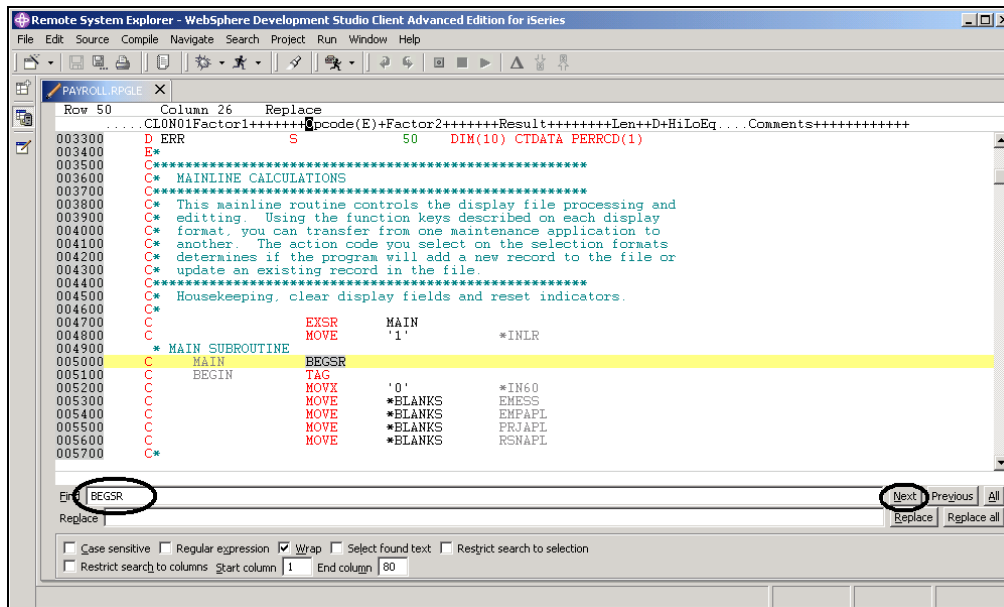 Remote System Explorer - WebSphere Development Studio Client Advanced Edition for iSeries
File Edit Source Compile Navigate Search Project Run Window Help
PAYROLL.RPGLE
Row 50 Column 26 Replace
.....CL0N01Factor1+++++++Opcode(E)+Factor2+++++++Result++++++++Len++D+HiLoEq....Comments++++++++++++
003300 D ERR S 50 DIM(10) CTDATA PERRCD(1)
003400 E*
003500 C******************************************************
003600 C* MAINLINE CALCULATIONS
003700 C******************************************************
003800 C* This mainline routine controls the display file processing and
003900 C* editting. Using the function keys described on each display
004000 C* format, you can transfer from one maintenance application to
004100 C* another. The action code you select on the selection formats
004200 C* determines if the program will add a new record to the file or
004300 C* update an existing record in the file.
004400 C******************************************************
004500 C* Housekeeping, clear display fields and reset indicators.
004600 C*
004700 C EXSR MAIN
004800 C MOVE '1' *INLR
004900 * MAIN SUBROUTINE
005000 C MAIN BEGSR
005100 C BEGIN TAG
005200 C MOVX '0' *IN60
005300 C MOVE *BLANKS EMESS
005400 C MOVE *BLANKS EMPAPL
005500 C MOVE *BLANKS PRJAPL
005600 C MOVE *BLANKS RSNAPL
005700 C*
Find BEGSR Next Previous All
Replace Replace Replace all
Case sensitive Regular expression Wrap Select found text Restrict search to selection
Restrict search to columns Start column 1 End column 80